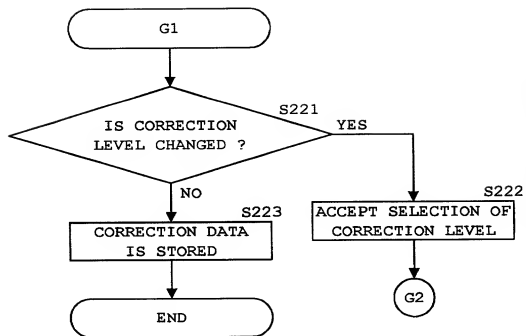 G1
S221
IS CORRECTION
LEVEL CHANGED ?
YES
NO
S222
ACCEPT SELECTION OF
CORRECTION LEVEL
S223
CORRECTION DATA
IS STORED
G2
END